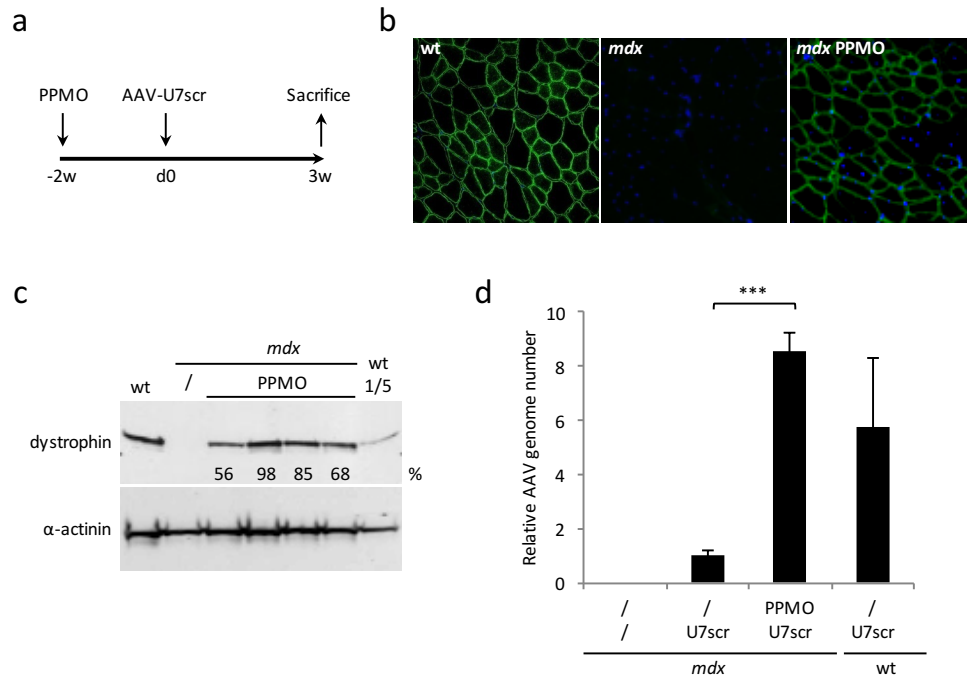 a
PPMO AAV-U7scr Sacrifice
-2w d0 3w
b
wt mdx mdx PPMO
c
mdx
wt / PPMO wt 1/5
dystrophin
56 98 85 68 %
α-actinin
d
***
Relative AAV genome number
10
8
6
4
2
0
/ / PPMO /
/ U7scr U7scr U7scr
mdx wt